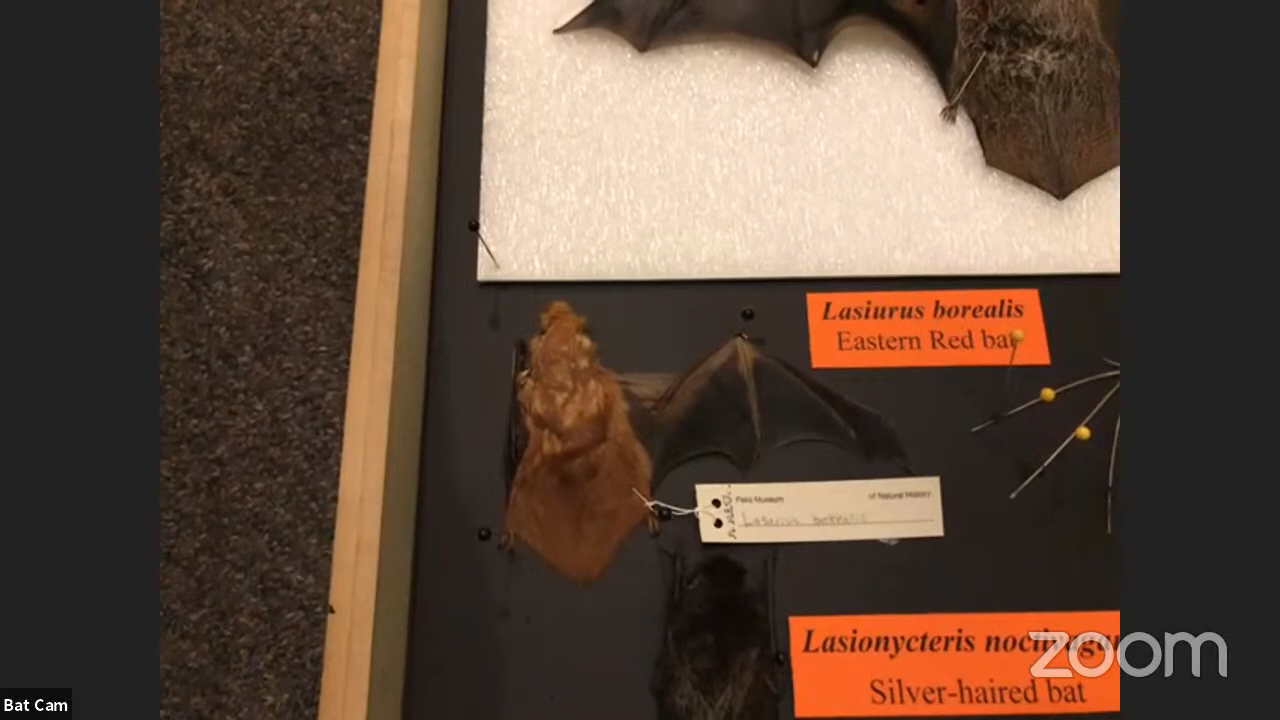 Lasiurus borealis
Eastern Red bat
Field Museum of Natural History
Lasiurus borealis
Lasionycteris noctivagan
Silver-haired bat
zoom
Bat Cam